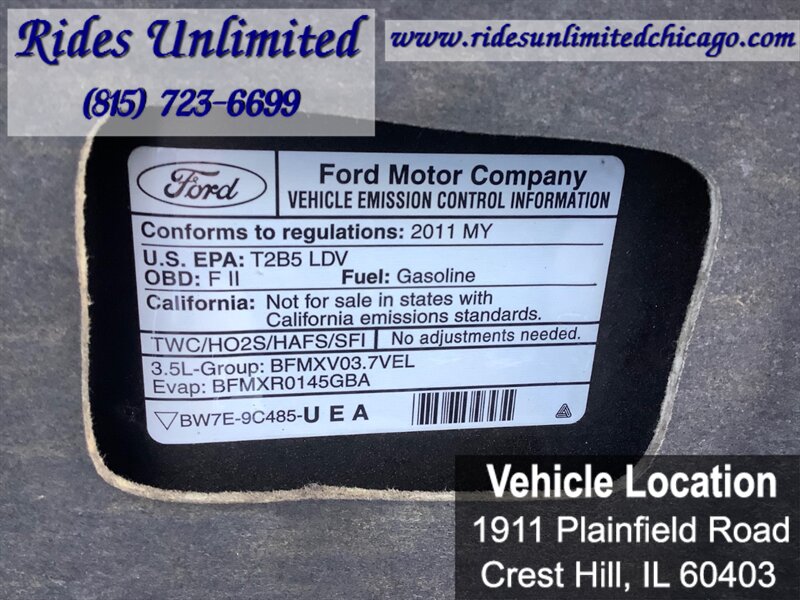 Rides Unlimited
(815) 723-6699
www.ridesunlimitedchicago.com
Ford
Ford Motor Company
VEHICLE EMISSION CONTROL INFORMATION
Conforms to regulations: 2011 MY
U.S. EPA: T2B5 LDV
OBD: F II Fuel: Gasoline
California: Not for sale in states with
California emissions standards.
TWC/HO2S/HAFS/SFI No adjustments needed.
3.5L-Group: BFMXV03.7VEL
Evap: BFMXR0145GBA
BW7E-9C485-U E A
Vehicle Location
1911 Plainfield Road
Crest Hill, IL 60403